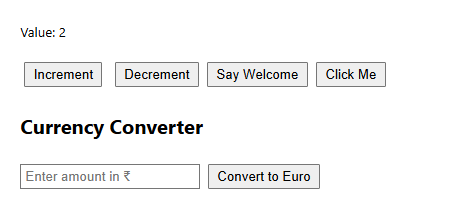 Value: 2
Increment Decrement Say Welcome Click Me
Currency Converter
Enter amount in ₹ Convert to Euro